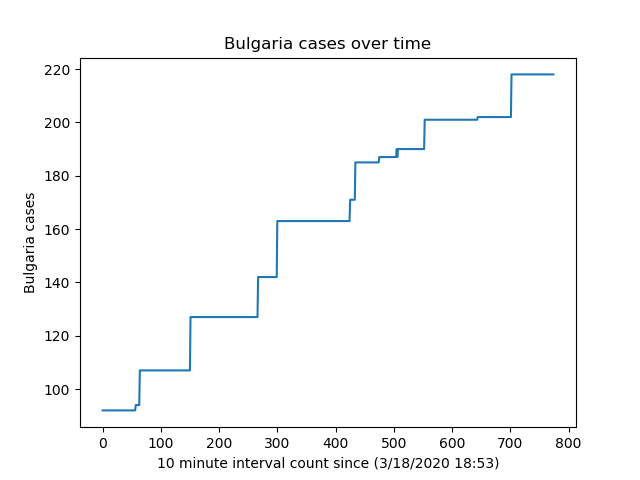 Bulgaria cases over time
220
200
180
160
140
120
100
Bulgaria cases
0 100 200 300 400 500 600 700 800
10 minute interval count since (3/18/2020 18:53)